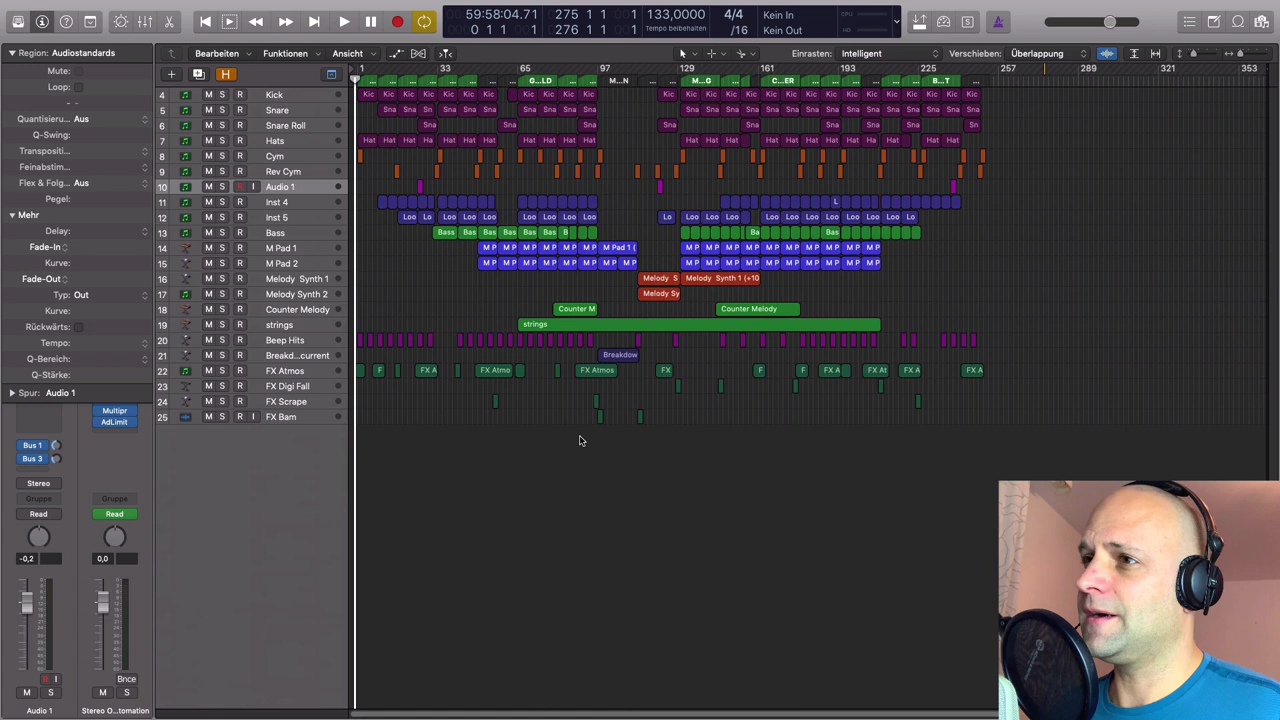 59:58:04.71
275 1 1 1
133,0000
4/4
Kein In
CPU
0 1 1 1
Tempo beibehalten
/16
Kein Out
Region: Audiostandards
Bearbeiten
Funktionen
Ansicht
Einrasten: Intelligent
Verschieben: Überlappung
Mute:
Loop:
Quantisieru... Aus
Q-Swing:
Transpositi...
Feinabstim...
Flex & Folg... Aus
Pegel:
Mehr
Delay:
Fade-In
Kurve:
Fade-Out
Typ: Out
Kurve:
Rückwärts:
Tempo:
Q-Bereich:
Q-Stärke:
Spur: Audio 1
1 33 65 97 129 161 193 225 257 289 321 353
G...LD M...N M...G C...ER B...T
4 M S R Kick
5 M S R Snare
6 M S R Snare Roll
7 M S R Hats
8 M S R Cym
9 M S R Rev Cym
10 M S R I Audio 1
11 M S R Inst 4
12 M S R Inst 5
13 M S R Bass
14 M S R M Pad 1
15 M S R M Pad 2
16 M S R Melody Synth 1
17 M S R Melody Synth 2
18 M S R Counter Melody
19 M S R strings
20 M S R Beep Hits
21 M S R Breakd...current
22 M S R FX Atmos
23 M S R FX Digi Fall
24 M S R FX Scrape
25 M S R I FX Bam
M Pad 1 (
Melody S
Melody Synth 1 (+10
Melody Sy
Counter M
Counter Melody
strings
Breakdow
FX Atmo
FX Atmos
Multipr
AdLimit
Bus 1
Bus 3
Stereo
Gruppe Gruppe
Read Read
-0,2 0,0
R I Bnce
M S M S
Audio 1 Stereo O...tomation